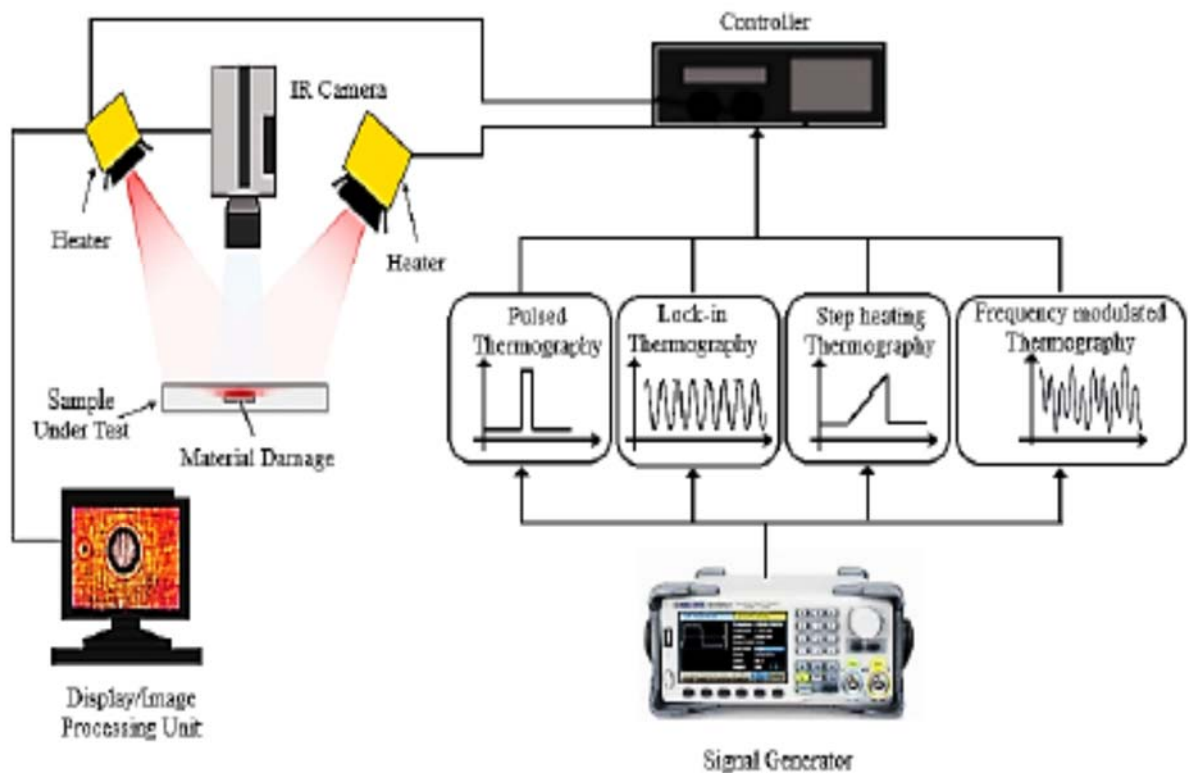 Controller
IR Camera
Heater
Heater
Pulsed
Thermography
Lock-in
Thermography
Step heating
Thermography
Frequency modulated
Thermography
Sample
Under Test
Material Damage
Display/Image
Processing Unit
Signal Generator